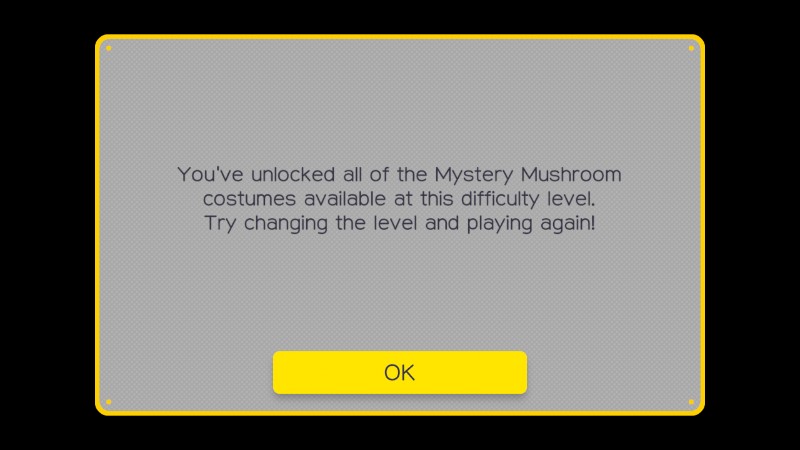 You've unlocked all of the Mystery Mushroom
costumes available at this difficulty level.
Try changing the level and playing again!
OK